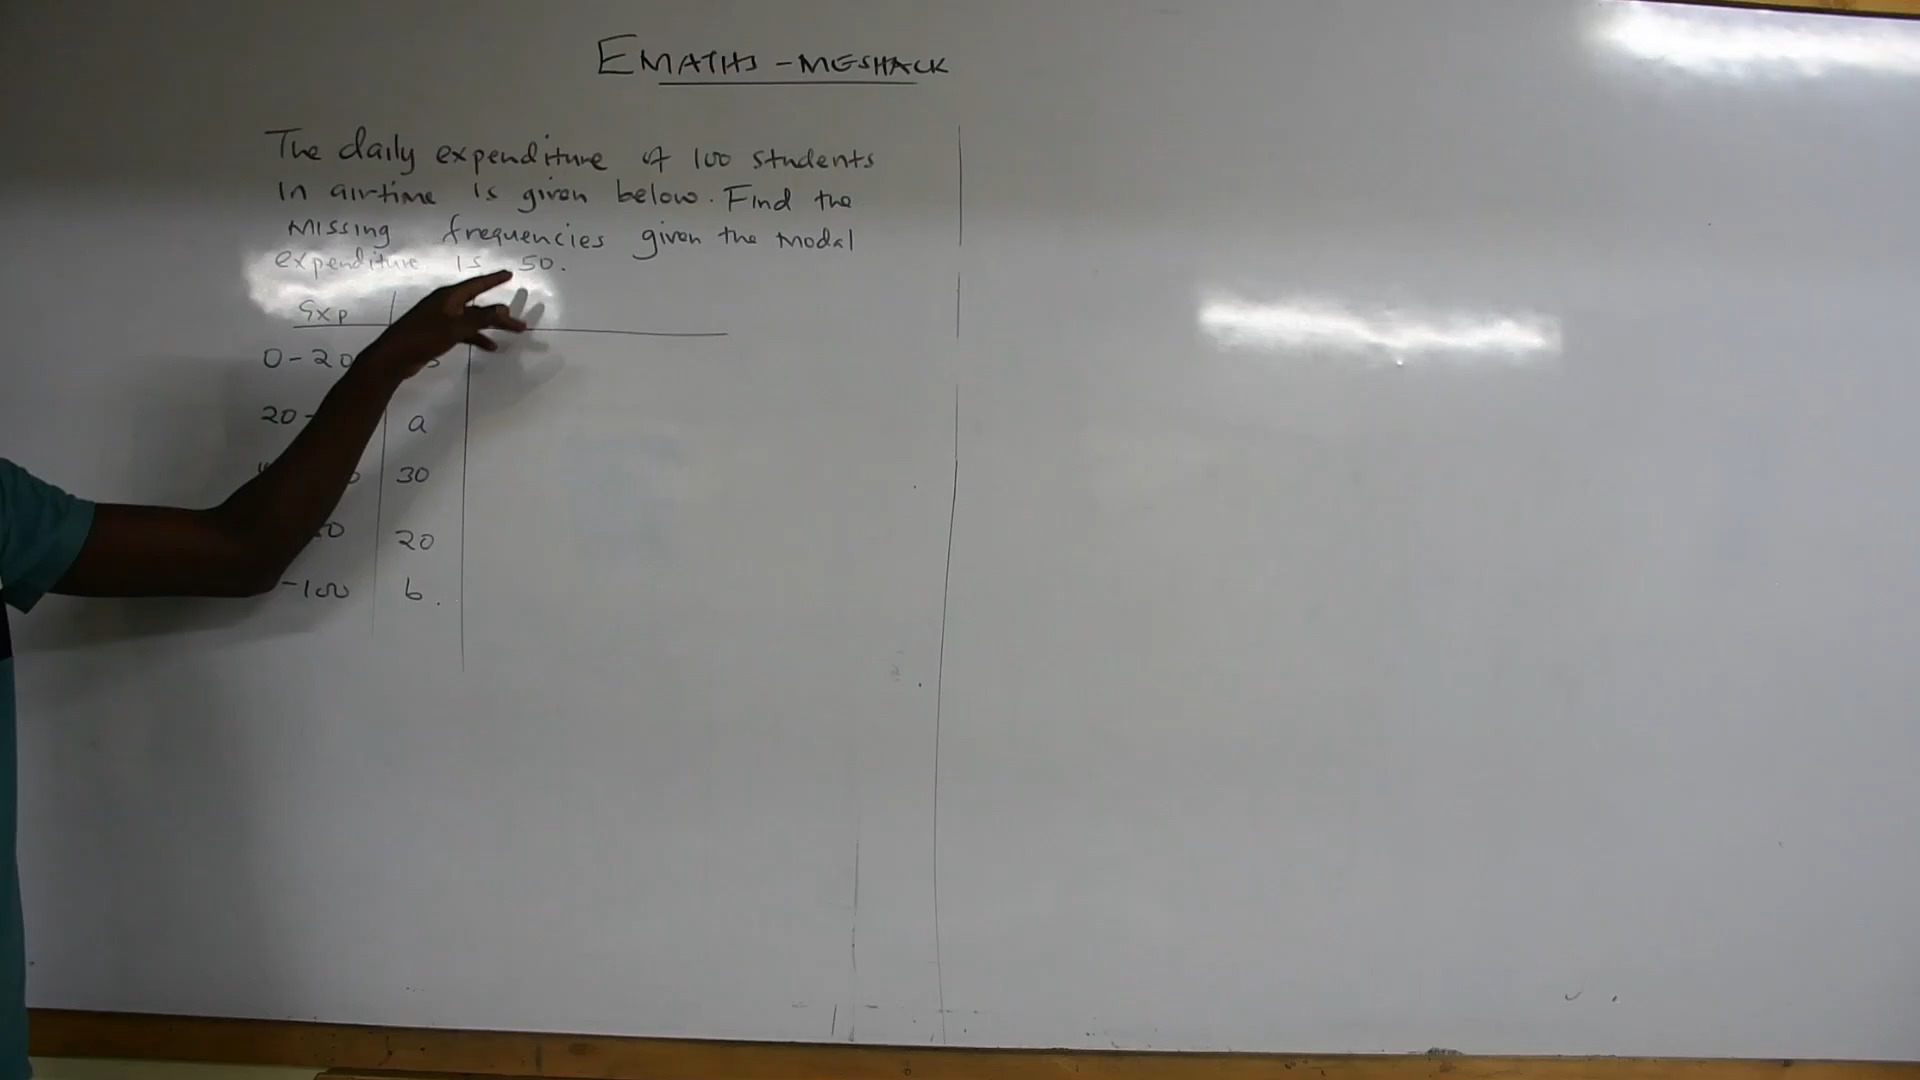 EMATHS - MESHACK
The daily expenditure of 100 students
in airtime is given below. Find the
Missing frequencies given the modal
expenditure is 50.
Exp
0-20
20- a
30
20
-100 b.